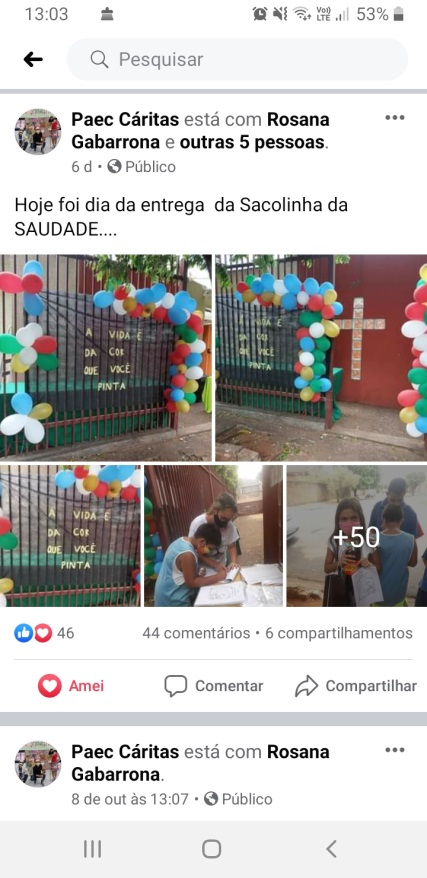 13:03
Vo))
LTE
53%
Pesquisar
Paec Cáritas está com Rosana
Gabarrona e outras 5 pessoas.
6 d • Público
Hoje foi dia da entrega da Sacolinha da
SAUDADE....
A VIDA É
DA COR
QUE VOCÊ
PINTA
A VIDA É
DA COR
QUE VOCÊ
PINTA
A VIDA É
DA COR
QUE VOCÊ
PINTA
+50
46
44 comentários • 6 compartilhamentos
Amei
Comentar
Compartilhar
Paec Cáritas está com Rosana
Gabarrona.
8 de out às 13:07 • Público